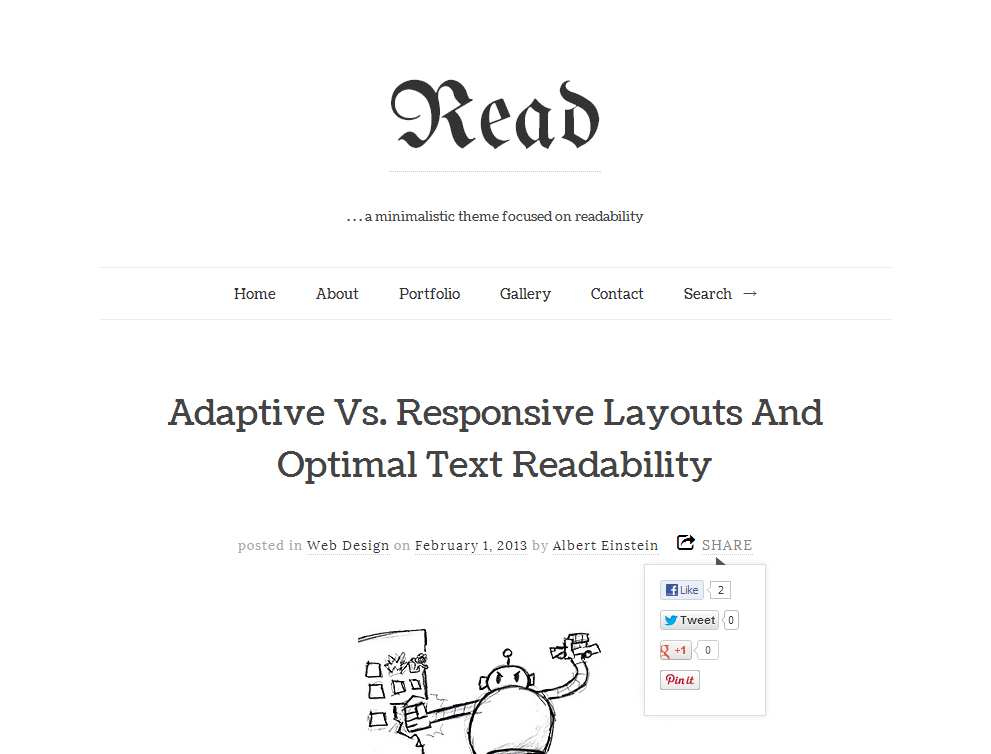 Read
. . . a minimalistic theme focused on readability
Home About Portfolio Gallery Contact Search →
Adaptive Vs. Responsive Layouts And
Optimal Text Readability
posted in Web Design on February 1, 2013 by Albert Einstein SHARE
Like 2
Tweet 0
g +1 0
Pin it